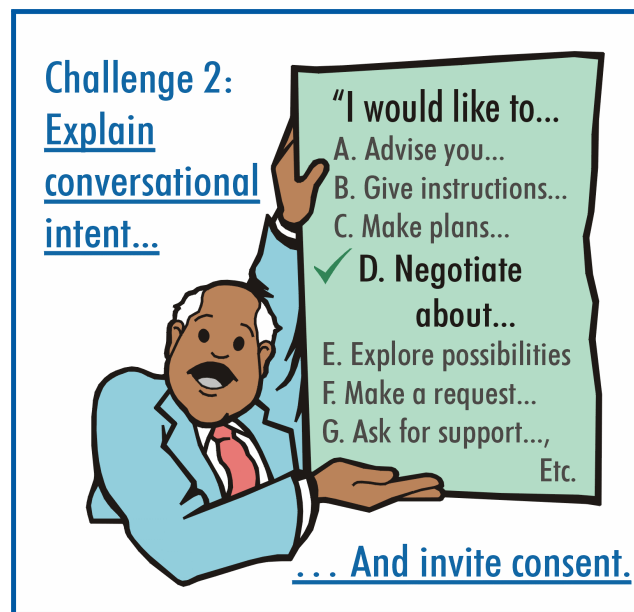 Challenge 2:
Explain
conversational
intent...
“I would like to...
A. Advise you...
B. Give instructions...
C. Make plans...
✓ D. Negotiate
about...
E. Explore possibilities
F. Make a request...
G. Ask for support...,
Etc.
... And invite consent.